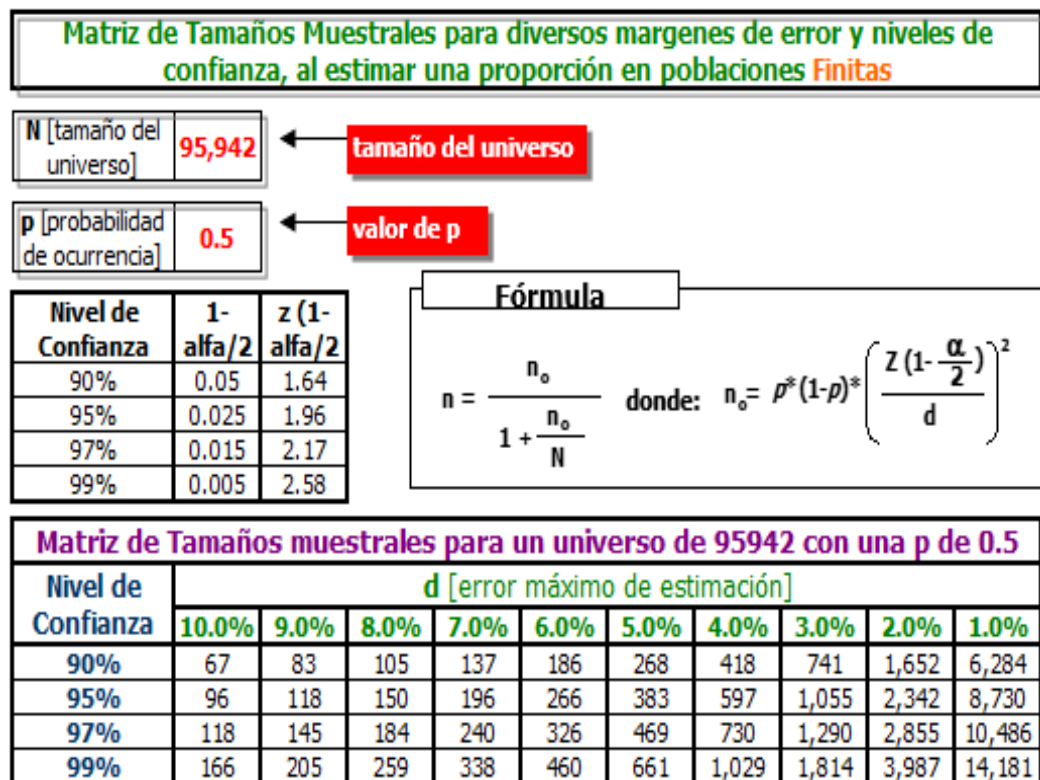 Matriz de Tamaños Muestrales para diversos margenes de error y niveles de
confianza, al estimar una proporción en poblaciones Finitas
N [tamaño del
universo]
95,942
tamaño del universo
p [probabilidad
de ocurrencia]
0.5
valor de p
Nivel de
Confianza
1-
alfa/2
z (1-
alfa/2
90% 0.05 1.64
95% 0.025 1.96
97% 0.015 2.17
99% 0.005 2.58
Fórmula
n = n₀ / (1 + n₀/N) donde: n₀= p*(1-p)* (Z (1-α/2) / d)²
Matriz de Tamaños muestrales para un universo de 95942 con una p de 0.5
Nivel de
Confianza
d [error máximo de estimación]
10.0% 9.0% 8.0% 7.0% 6.0% 5.0% 4.0% 3.0% 2.0% 1.0%
90% 67 83 105 137 186 268 418 741 1,652 6,284
95% 96 118 150 196 266 383 597 1,055 2,342 8,730
97% 118 145 184 240 326 469 730 1,290 2,855 10,486
99% 166 205 259 338 460 661 1,029 1,814 3,987 14,181